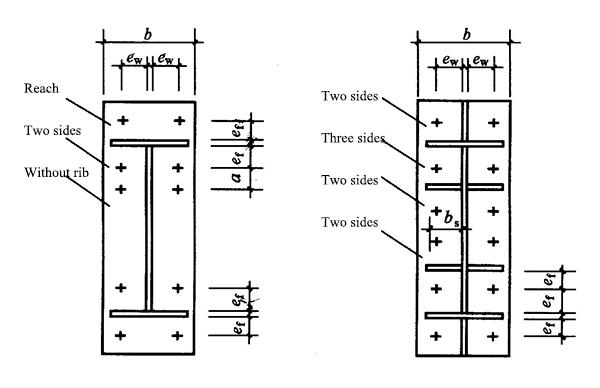 b
e_w e_w
Reach
e_f
Two sides
e_f
a
Without rib
e_f
e_f
b
e_w e_w
Two sides
Three sides
Two sides
b_s
Two sides
e_f
e_f
e_f